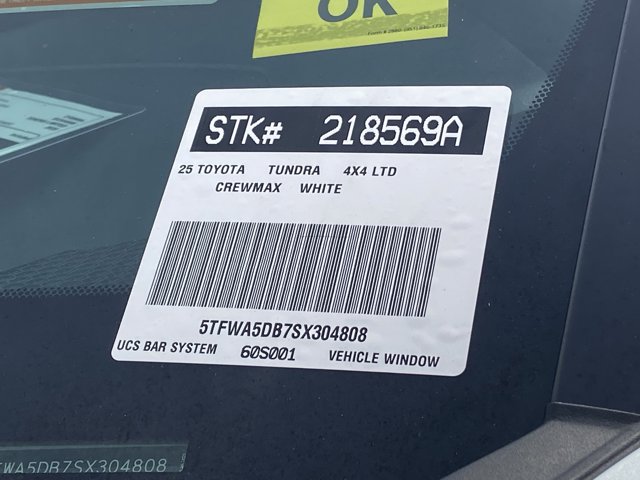 OK
STK# 218569A
25 TOYOTA TUNDRA 4X4 LTD
CREWMAX WHITE
5TFWA5DB7SX304808
UCS BAR SYSTEM 60S001 VEHICLE WINDOW
WA5DB7SX304808